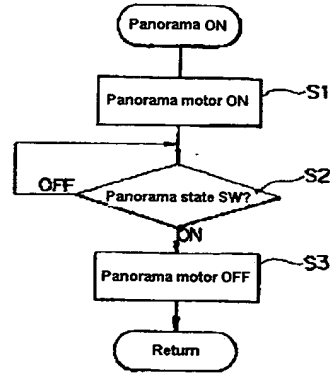 Panorama ON
Panorama motor ON
S1
Panorama state SW?
S2
OFF
ON
Panorama motor OFF
S3
Return